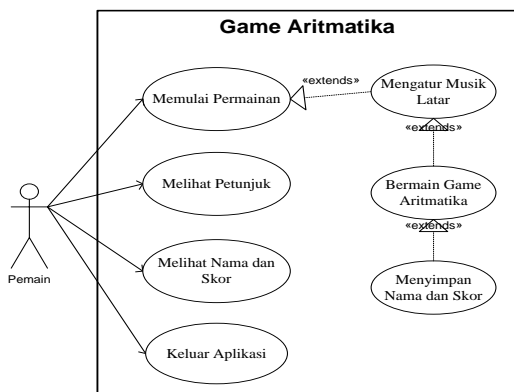 Game Aritmatika
Memulai Permainan
«extends»
Mengatur Musik
Latar
«extends»
Melihat Petunjuk
Bermain Game
Aritmatika
«extends»
Pemain
Melihat Nama dan
Skor
Menyimpan
Nama dan Skor
Keluar Aplikasi